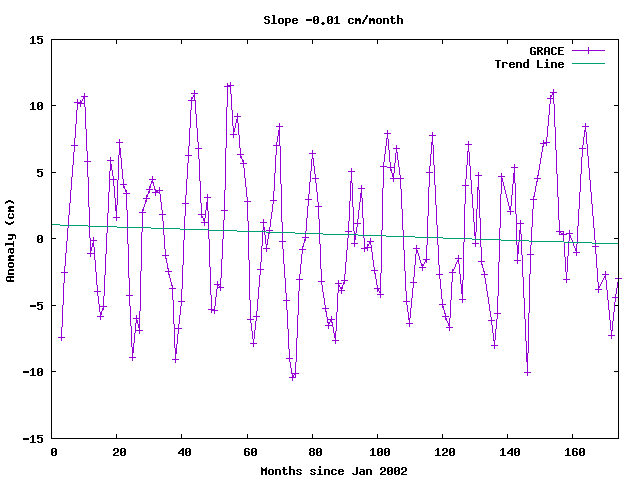 Slope -0.01 cm/month
GRACE
Trend Line
15
10
5
0
-5
-10
-15
Anomaly (cm)
0 20 40 60 80 100 120 140 160
Months since Jan 2002